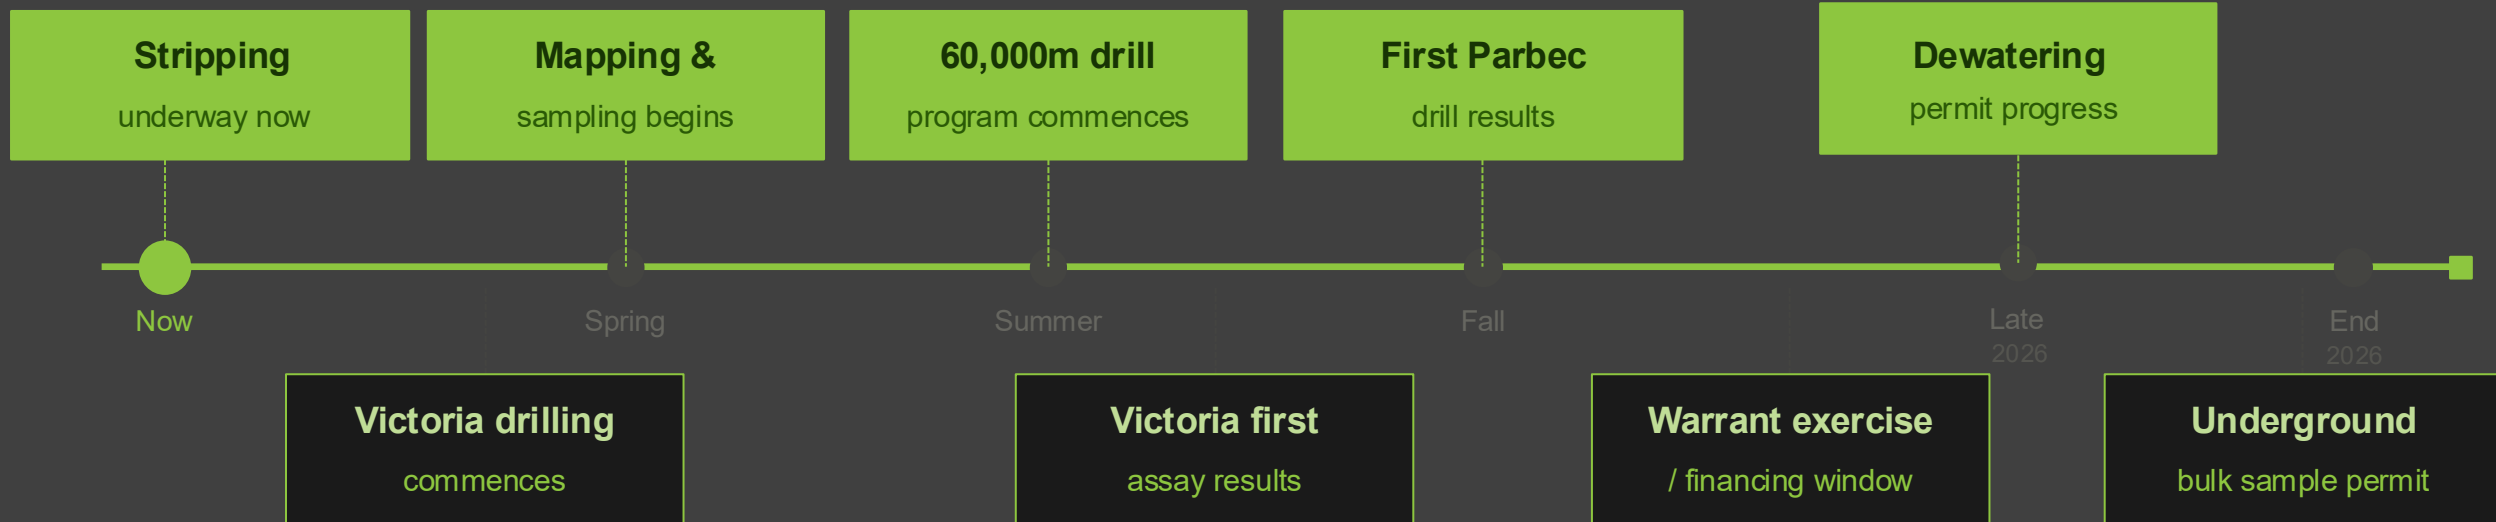 Stripping
underway now
Mapping &
sampling begins
60,000m drill
program commences
First Parbec
drill results
Dewatering
permit progress
Now
Spring
Summer
Fall
Late
2026
End
2026
Victoria drilling
commences
Victoria first
assay results
Warrant exercise
/ financing window
Underground
bulk sample permit